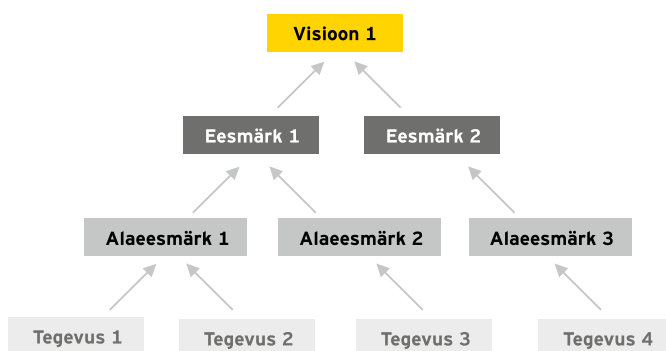 Visioon 1
Eesmärk 1
Eesmärk 2
Alaeesmärk 1
Alaeesmärk 2
Alaeesmärk 3
Tegevus 1
Tegevus 2
Tegevus 3
Tegevus 4